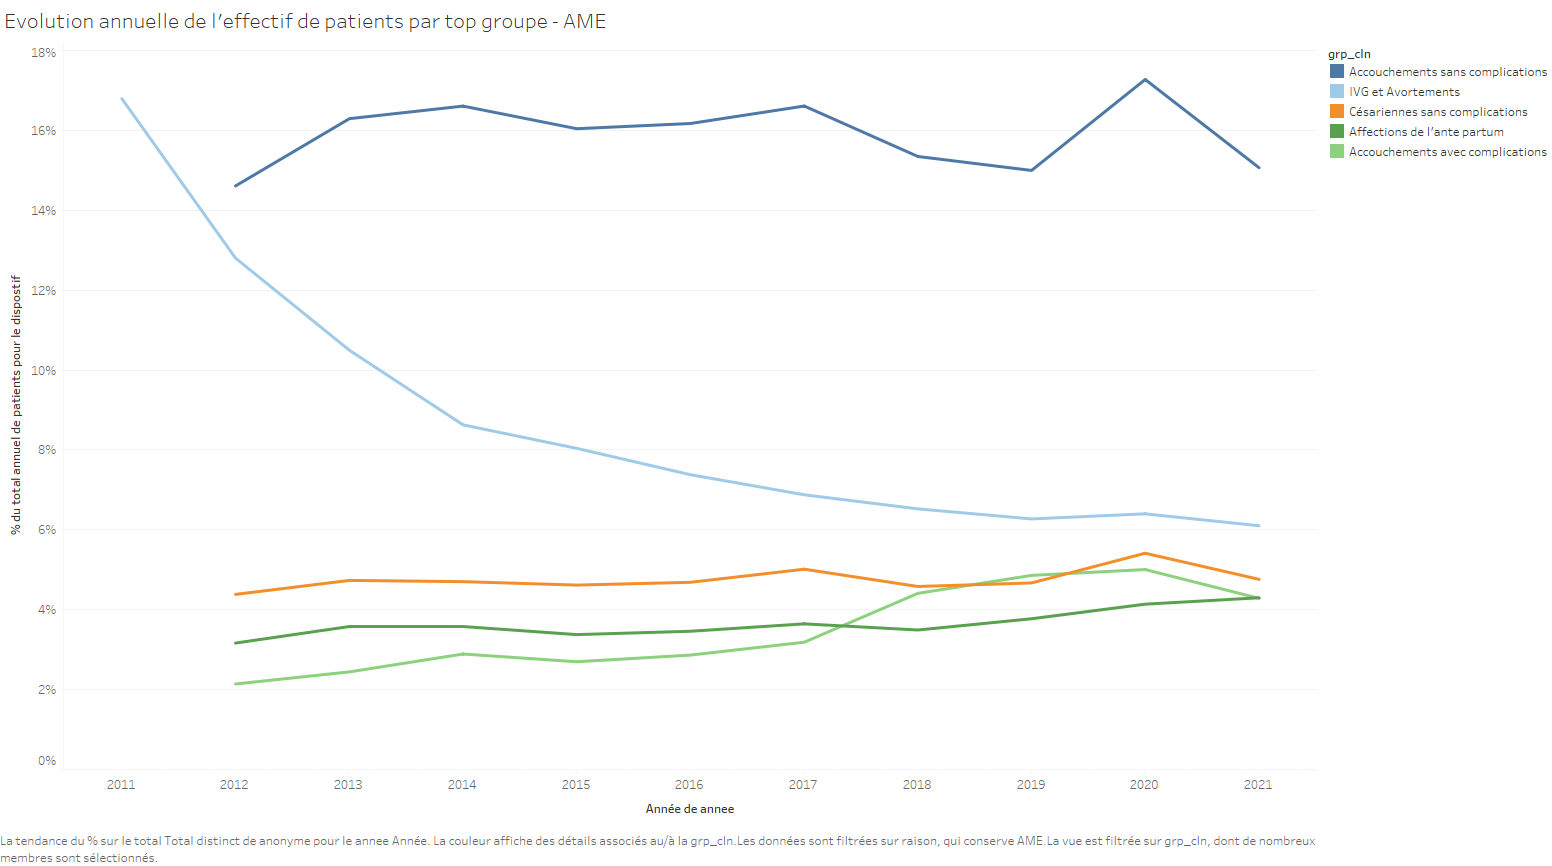 Evolution annuelle de l'effectif de patients par top groupe - AME
grp_cln
Accouchements sans complications
IVG et Avortements
Césariennes sans complications
Affections de l'ante partum
Accouchements avec complications
% du total annuel de patients pour le dispostif
18%
16%
14%
12%
10%
8%
6%
4%
2%
0%
2011 2012 2013 2014 2015 2016 2017 2018 2019 2020 2021
Année de annee
La tendance du % sur le total Total distinct de anonyme pour le annee Année. La couleur affiche des détails associés au/à la grp_cln.Les données sont filtrées sur raison, qui conserve AME.La vue est filtrée sur grp_cln, dont de nombreux
membres sont sélectionnés.